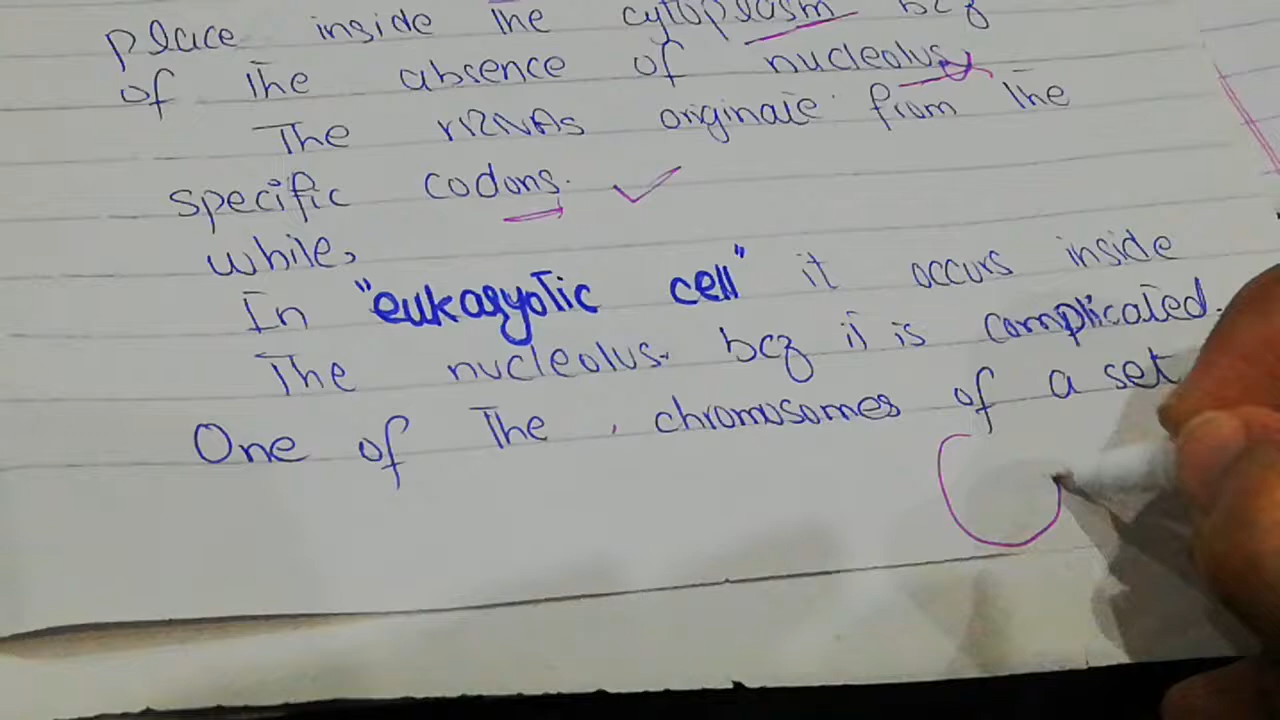 place inside the cytoplasm bcz
of the absence of nucleolus
The rRNAs originate from the
specific codons.
while,
In "eukaryotic cell" it occurs inside
The nucleolus. bcz it is complicated.
One of The, chromosomes of a set